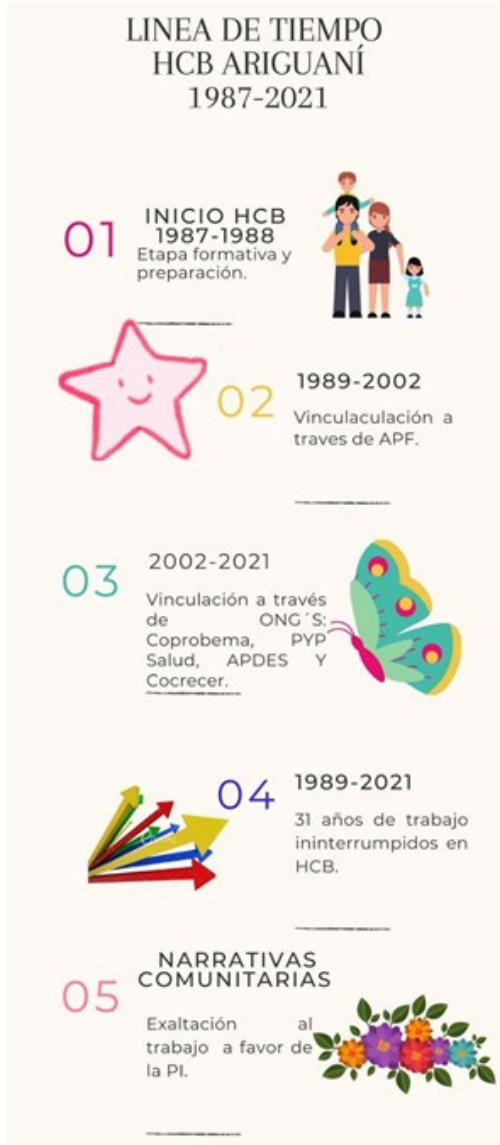 LINEA DE TIEMPO
HCB ARIGUANÍ
1987-2021
01
INICIO HCB
1987-1988
Etapa formativa y
preparación.
02
1989-2002
Vinculaculación a
traves de APF.
03
2002-2021
Vinculación a través
de ONG´S:
Coprobema, PYP
Salud, APDES Y
Cocrecer.
04
1989-2021
31 años de trabajo
ininterrumpidos en
HCB.
05
NARRATIVAS
COMUNITARIAS
Exaltación al
trabajo a favor de
la PI.